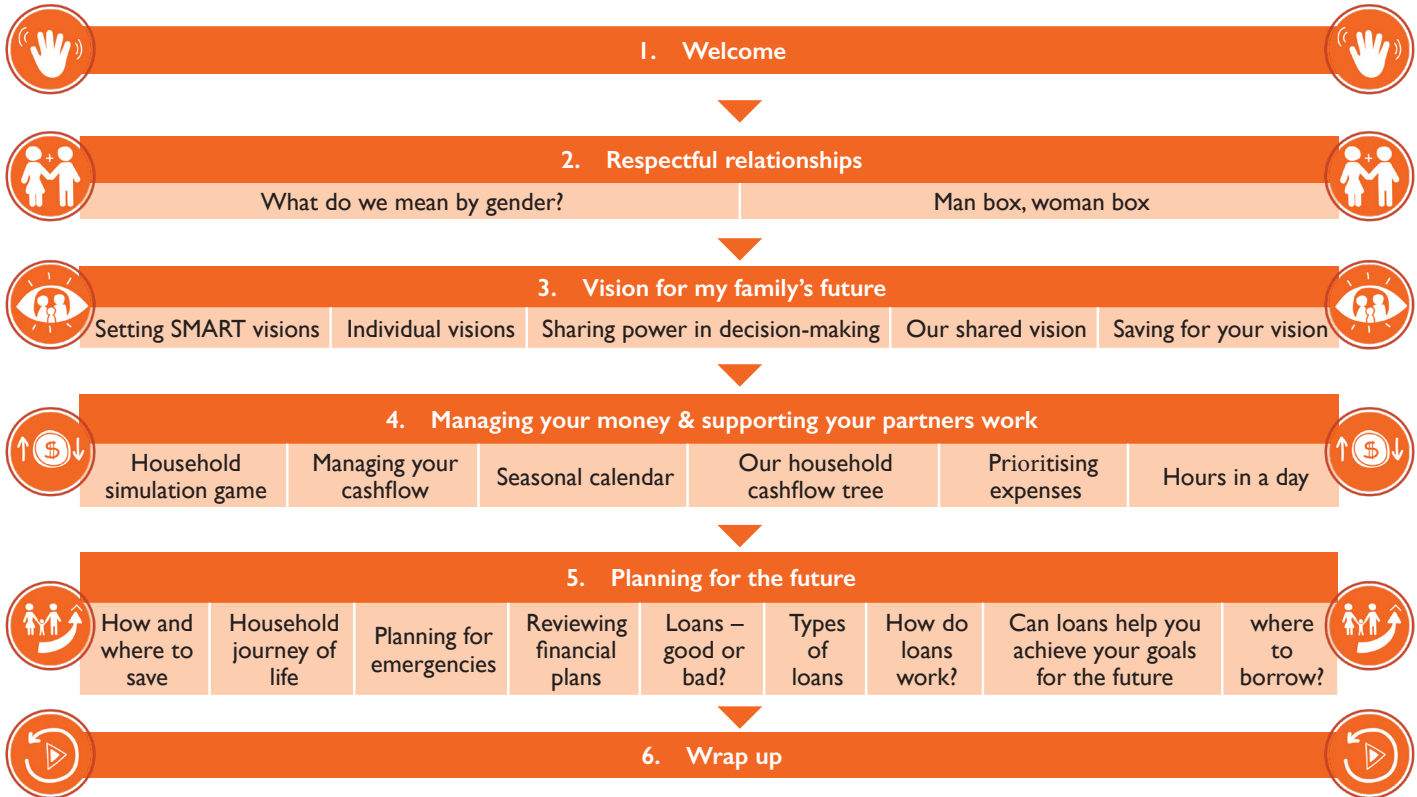 1. Welcome
2. Respectful relationships
What do we mean by gender?
Man box, woman box
3. Vision for my family's future
Setting SMART visions
Individual visions
Sharing power in decision-making
Our shared vision
Saving for your vision
4. Managing your money & supporting your partners work
Household
simulation game
Managing your
cashflow
Seasonal calendar
Our household
cashflow tree
Prioritising
expenses
Hours in a day
5. Planning for the future
How and
where to
save
Household
journey of
life
Planning for
emergencies
Reviewing
financial
plans
Loans –
good or
bad?
Types
of
loans
How do
loans
work?
Can loans help you
achieve your goals
for the future
where
to
borrow?
6. Wrap up